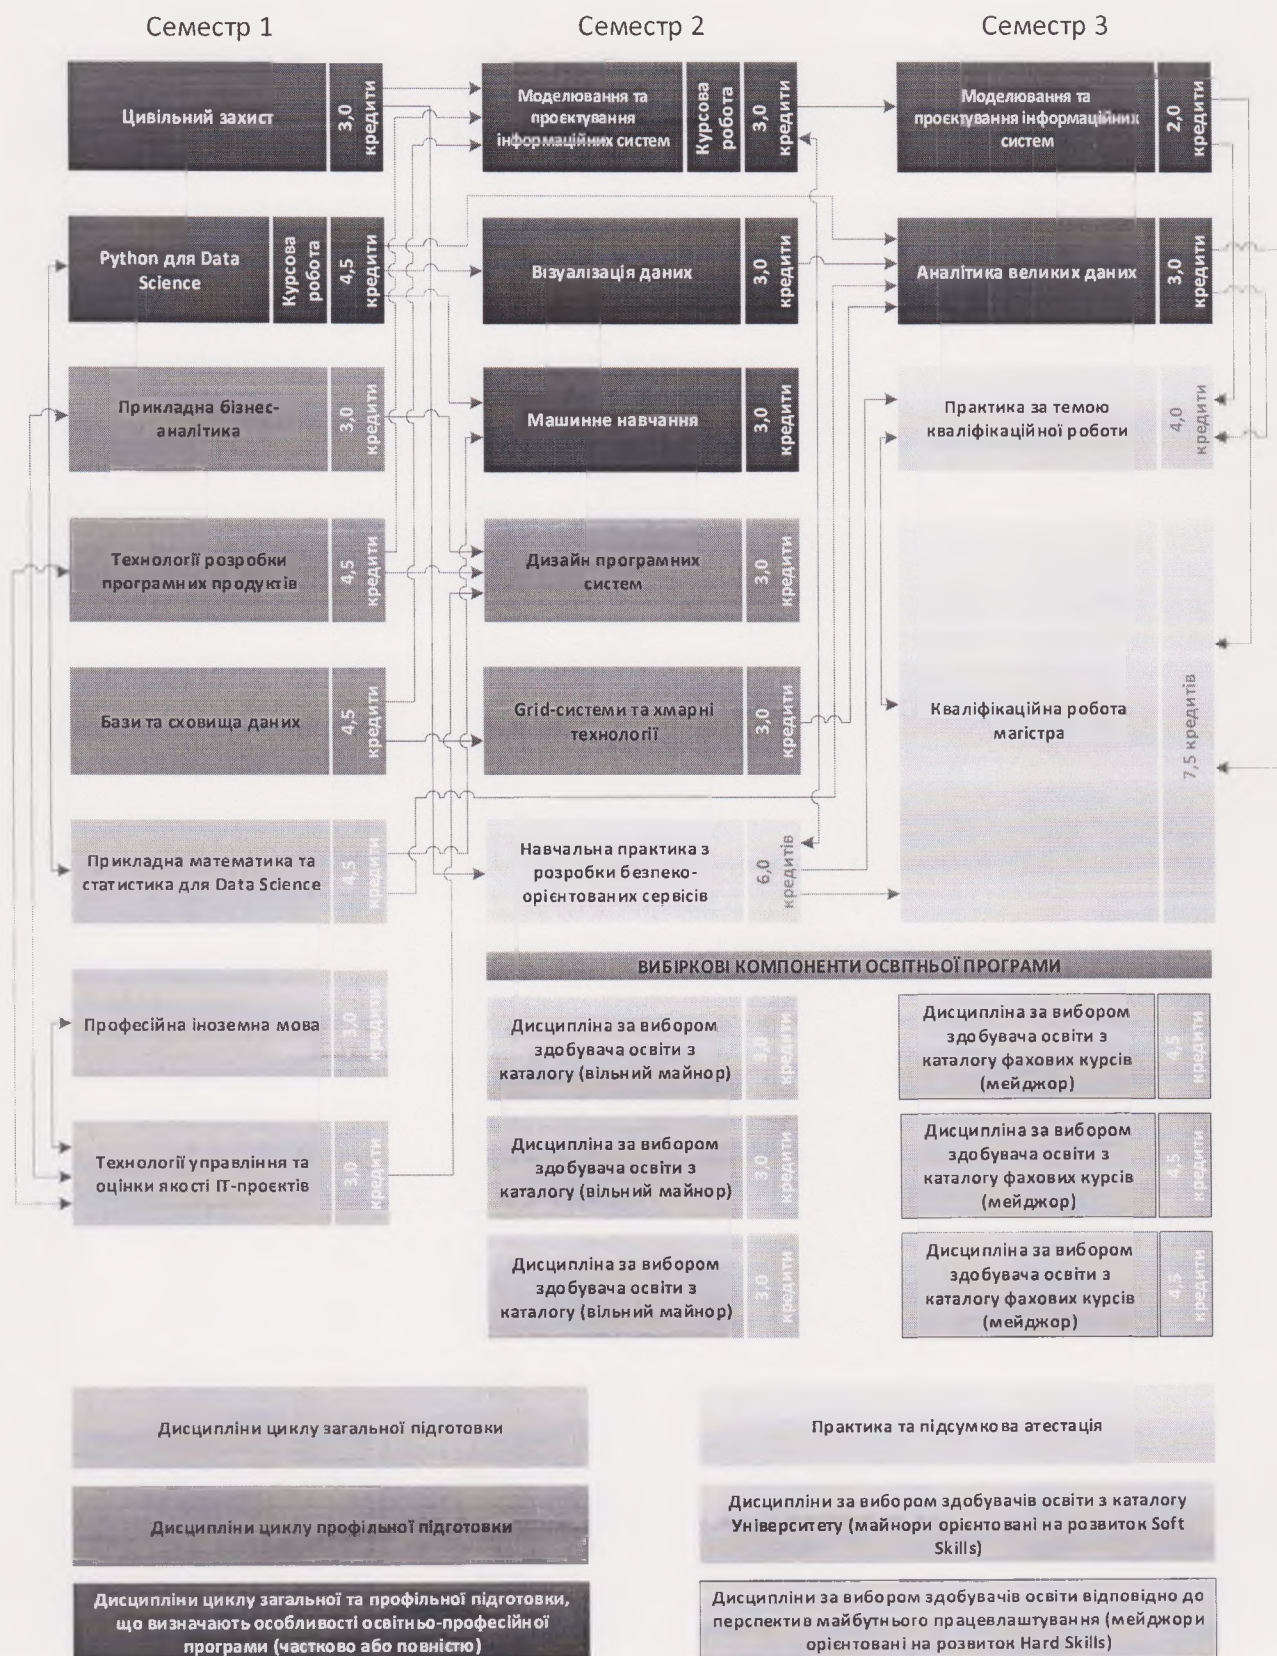 Семестр 1
Семестр 2
Семестр 3
Цивільний захист
3,0
кредити
Моделювання та
проєктування
інформаційних систем
Курсова
робота
3,0
кредити
Моделювання та
проєктування інформаційних
систем
2,0
кредити
Python для Data
Science
Курсова
робота
4,5
кредити
Візуалізація даних
3,0
кредити
Аналітика великих даних
3,0
кредити
Прикладна бізнес-
аналітика
3,0
кредити
Машинне навчання
3,0
кредити
Практика за темою
кваліфікаційної роботи
4,0
кредити
Технології розробки
програмних продуктів
4,5
кредити
Дизайн програмних
систем
3,0
кредити
Кваліфікаційна робота
магістра
7,5 кредитів
Бази та сховища даних
4,5
кредити
Grid-системи та хмарні
технології
3,0
кредити
Прикладна математика та
статистика для Data Science
4,5
кредити
Навчальна практика з
розробки безпеко-
орієнтованих сервісів
6,0
кредитів
Професійна іноземна мова
3,0
кредити
Технології управління та
оцінки якості ІТ-проєктів
3,0
кредити
ВИБІРКОВІ КОМПОНЕНТИ ОСВІТНЬОЇ ПРОГРАМИ
Дисципліна за вибором
здобувача освіти з
каталогу (вільний майнор)
3,0
кредити
Дисципліна за вибором
здобувача освіти з
каталогу фахових курсів
(мейджор)
4,5
кредити
Дисципліна за вибором
здобувача освіти з
каталогу (вільний майнор)
3,0
кредити
Дисципліна за вибором
здобувача освіти з
каталогу фахових курсів
(мейджор)
4,5
кредити
Дисципліна за вибором
здобувача освіти з
каталогу (вільний майнор)
3,0
кредити
Дисципліна за вибором
здобувача освіти з
каталогу фахових курсів
(мейджор)
4,5
кредити
Дисципліни циклу загальної підготовки
Практика та підсумкова атестація
Дисципліни циклу профільної підготовки
Дисципліни за вибором здобувачів освіти з каталогу
Університету (майнори орієнтовані на розвиток Soft
Skills)
Дисципліни циклу загальної та профільної підготовки,
що визначають особливості освітньо-професійної
програми (частково або повністю)
Дисципліни за вибором здобувачів освіти відповідно до
перспектив майбутнього працевлаштування (мейджори
орієнтовані на розвиток Hard Skills)